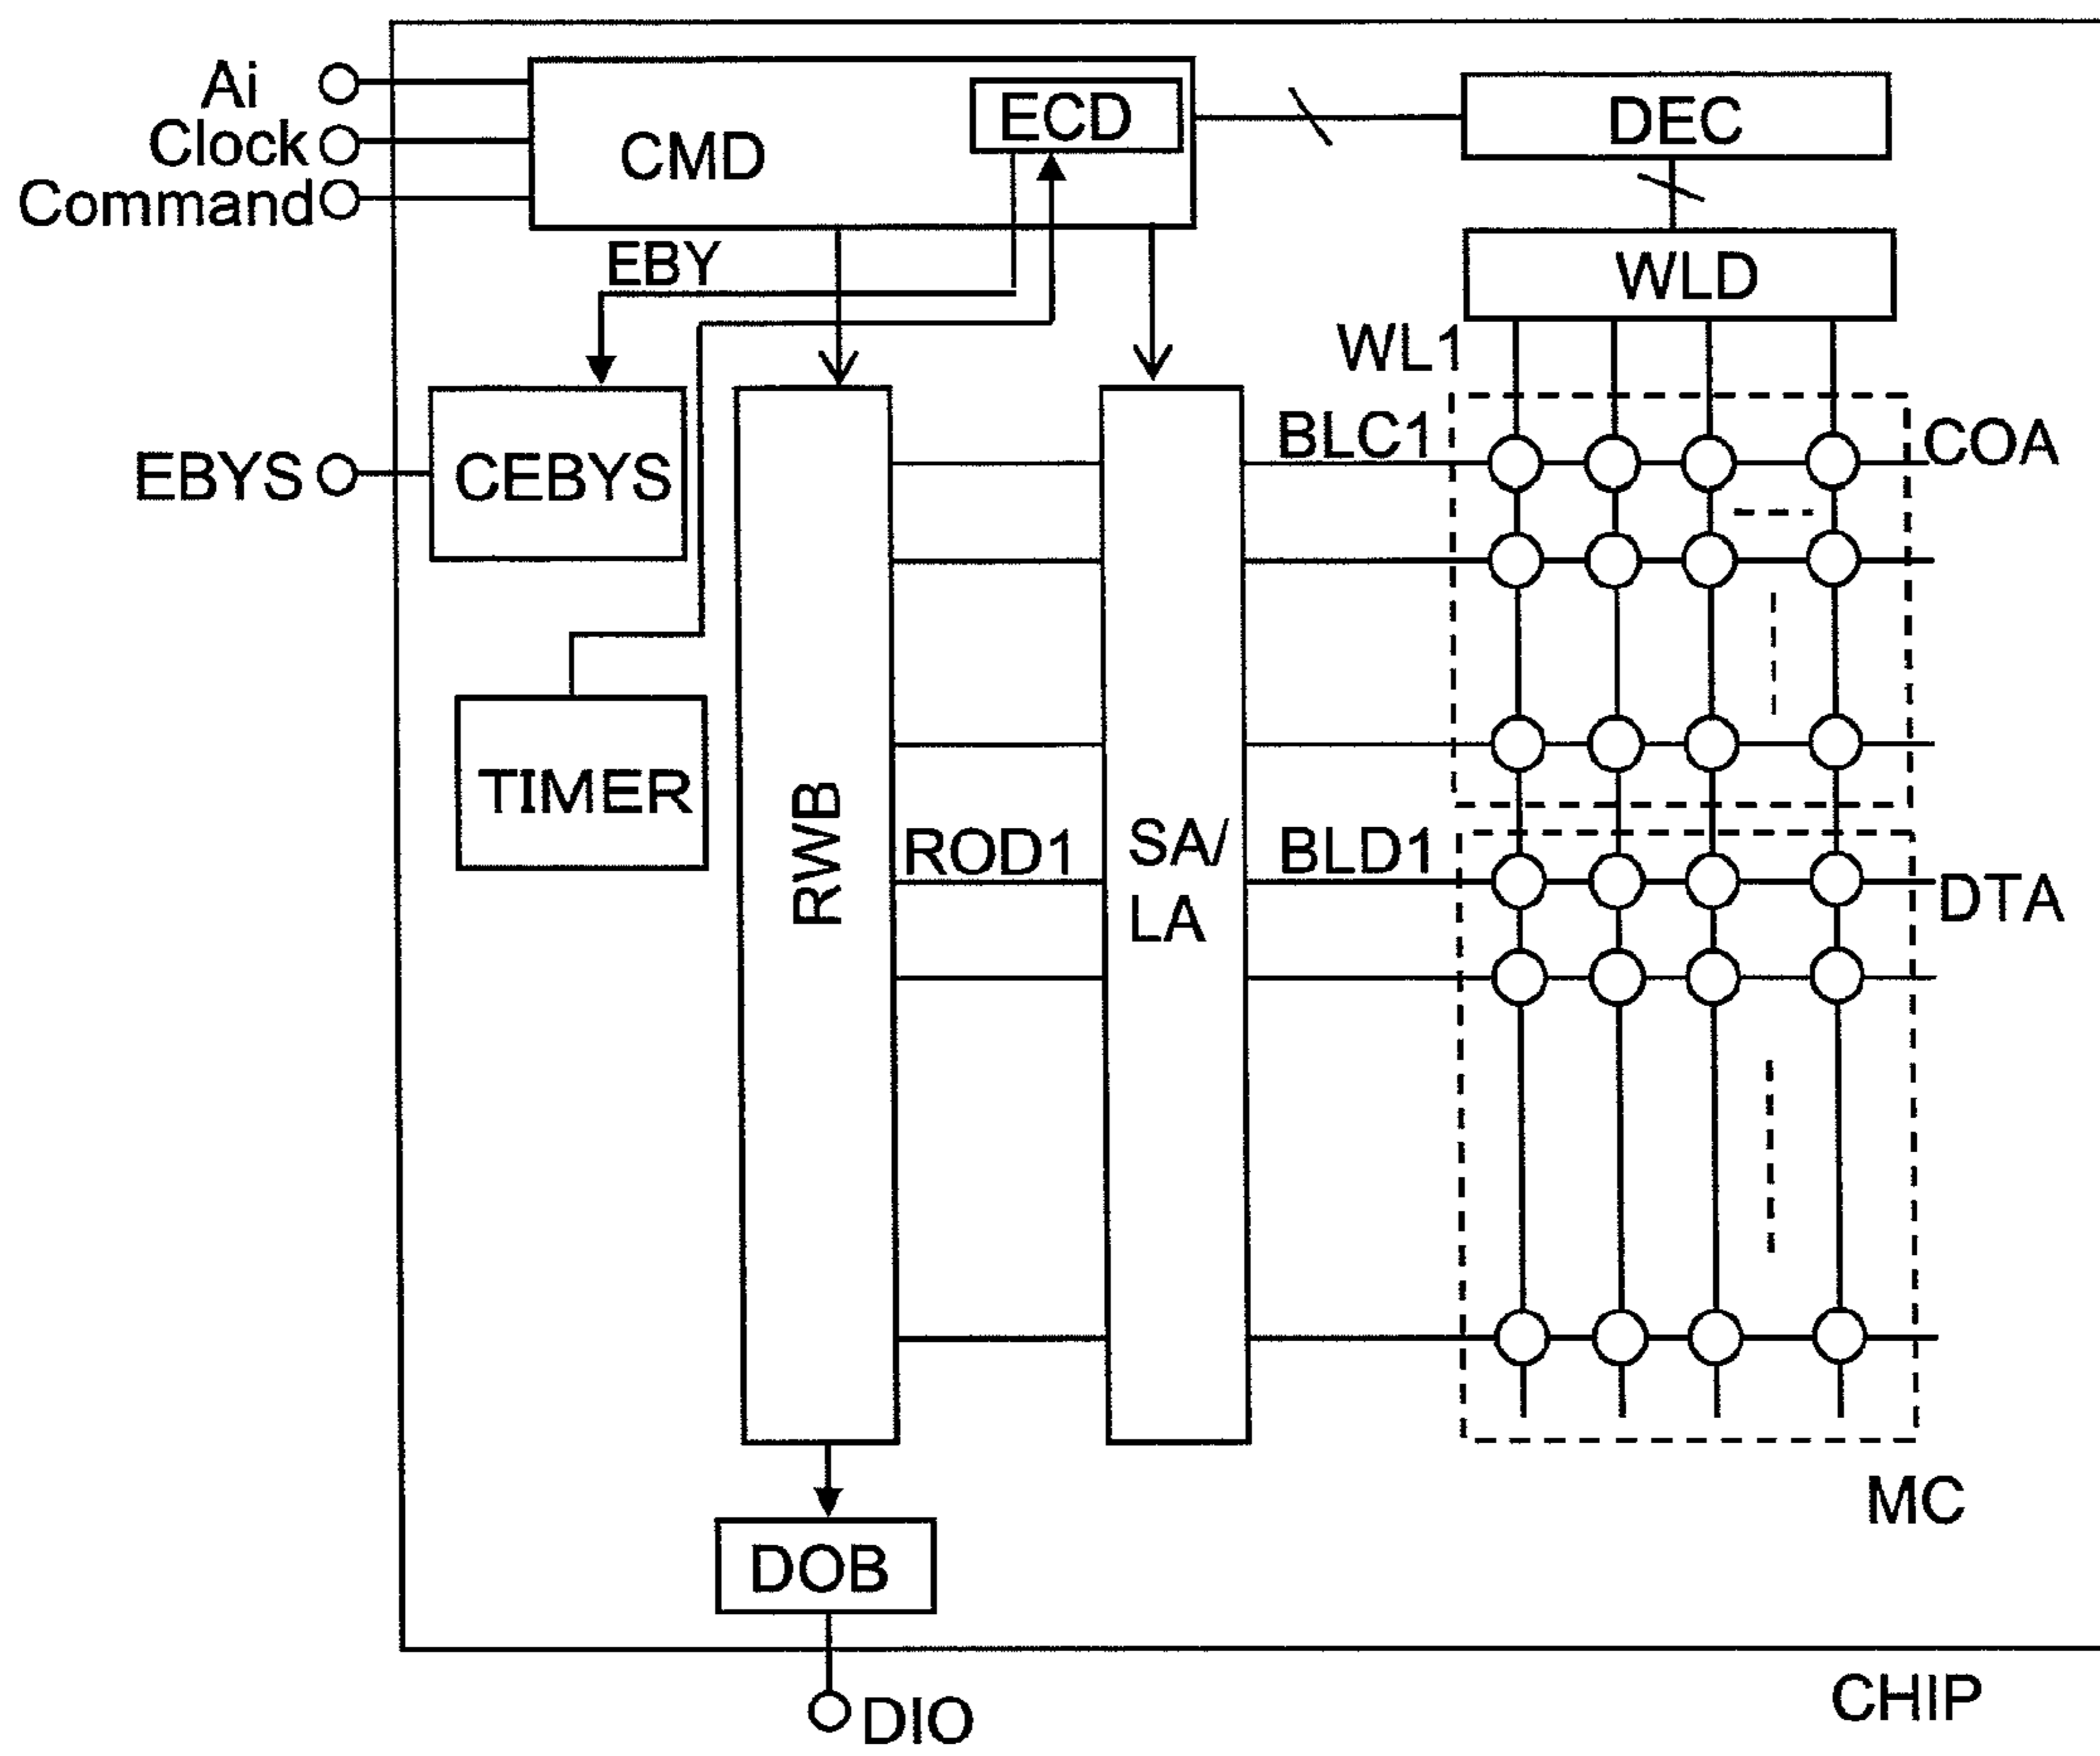 Ai
Clock
Command
CMD
ECD
DEC
WLD
EBY
WL1
BLC1
COA
EBYS
CEBYS
TIMER
RWB
ROD1
SA/
LA
BLD1
DTA
MC
DOB
DIO
CHIP